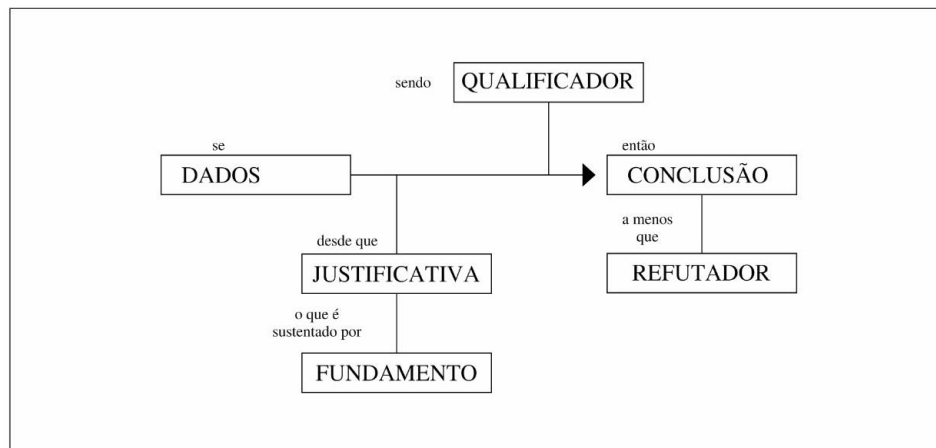 sendo
QUALIFICADOR
se
DADOS
então
CONCLUSÃO
desde que
JUSTIFICATIVA
a menos
que
REFUTADOR
o que é
sustentado por
FUNDAMENTO